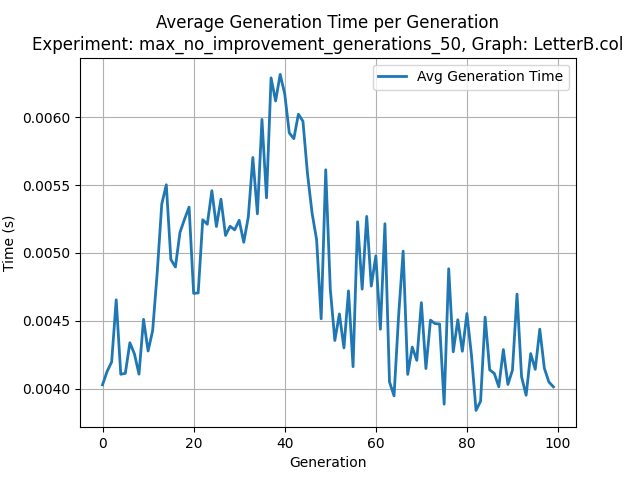 Average Generation Time per Generation
Experiment: max_no_improvement_generations_50, Graph: LetterB.col
Avg Generation Time
0.0060
0.0055
0.0050
0.0045
0.0040
Time (s)
0 20 40 60 80 100
Generation